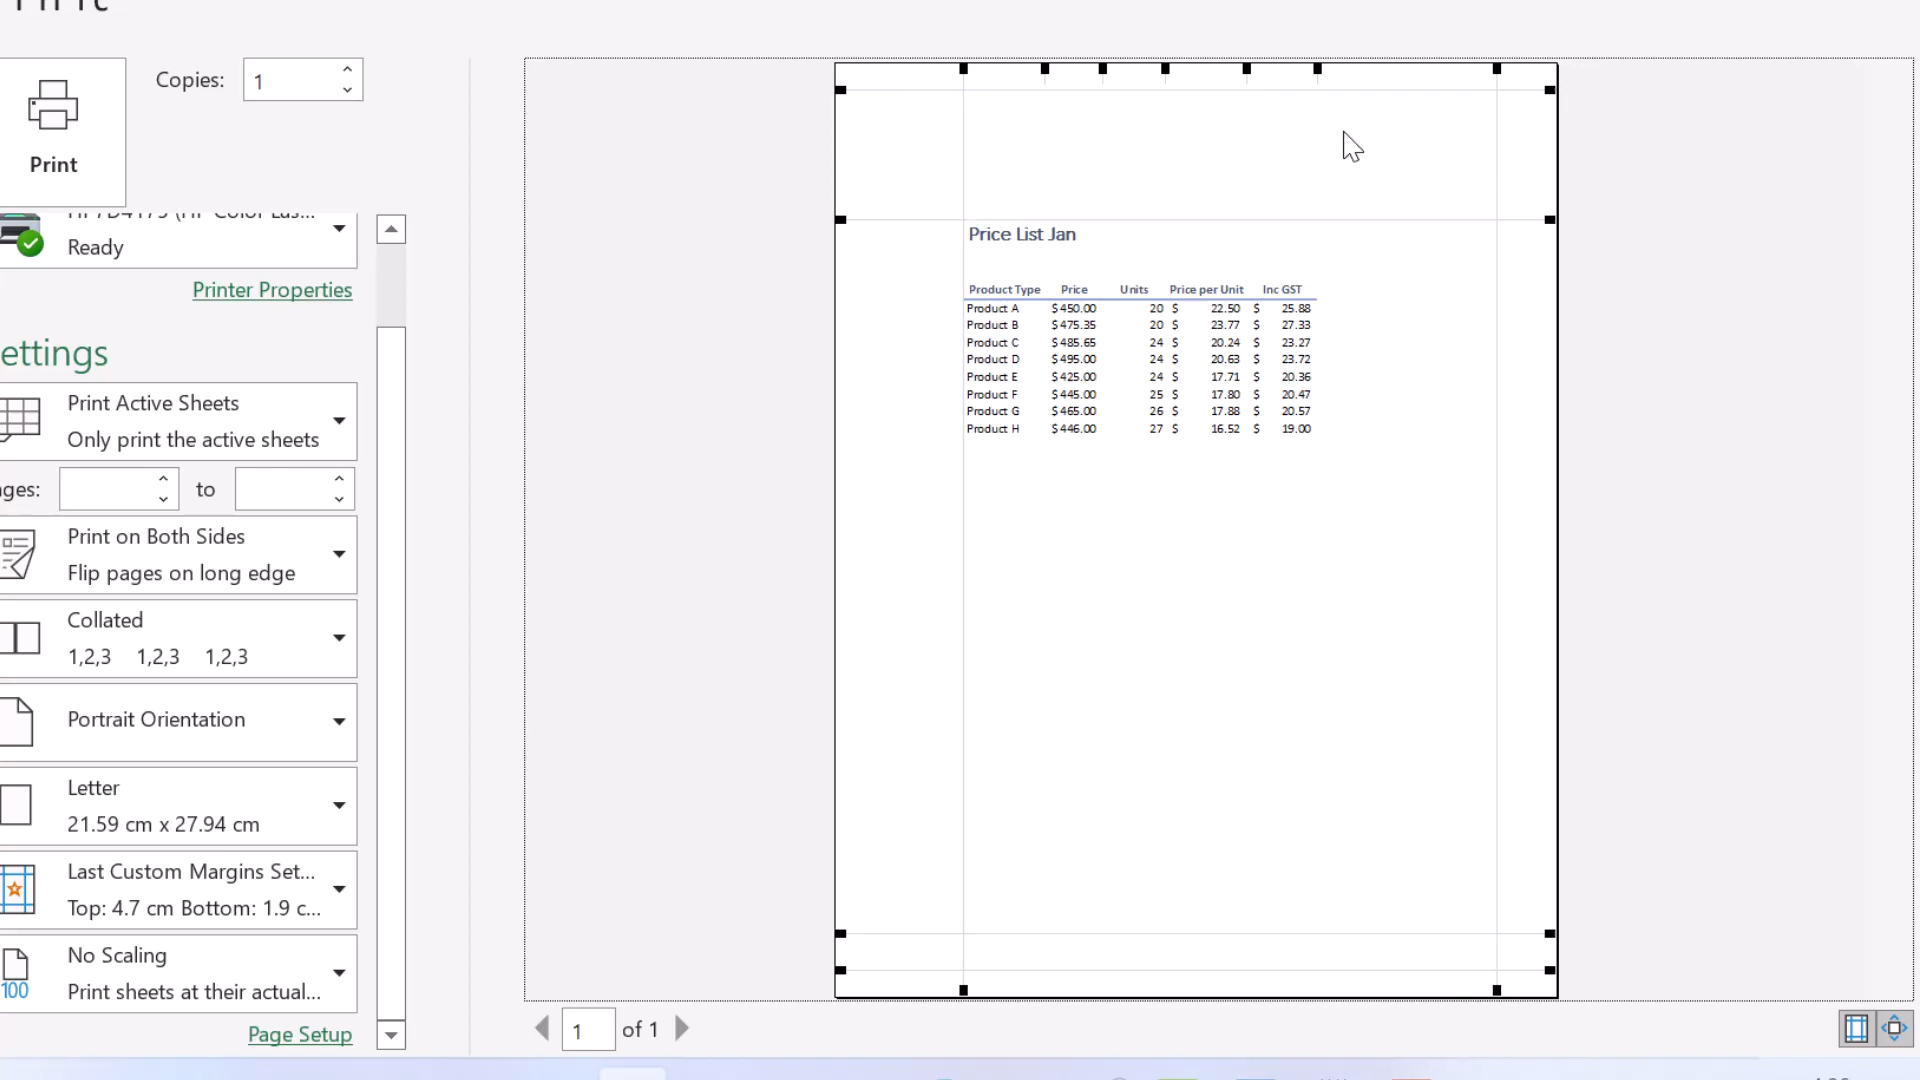 Print
Copies:
1
Print
Ready
Printer Properties
ettings
Print Active Sheets
Only print the active sheets
ges:
to
Print on Both Sides
Flip pages on long edge
Collated
1,2,3 1,2,3 1,2,3
Portrait Orientation
Letter
21.59 cm x 27.94 cm
Last Custom Margins Set...
Top: 4.7 cm Bottom: 1.9 c...
No Scaling
100
Print sheets at their actual...
Page Setup
Price List Jan
Product Type Price Units Price per Unit Inc GST
Product A $450.00 20 $ 22.50 $ 25.88
Product B $475.35 20 $ 23.77 $ 27.33
Product C $485.65 24 $ 20.24 $ 23.27
Product D $495.00 24 $ 20.63 $ 23.72
Product E $425.00 24 $ 17.71 $ 20.36
Product F $445.00 25 $ 17.80 $ 20.47
Product G $465.00 26 $ 17.88 $ 20.57
Product H $446.00 27 $ 16.52 $ 19.00
1 of 1